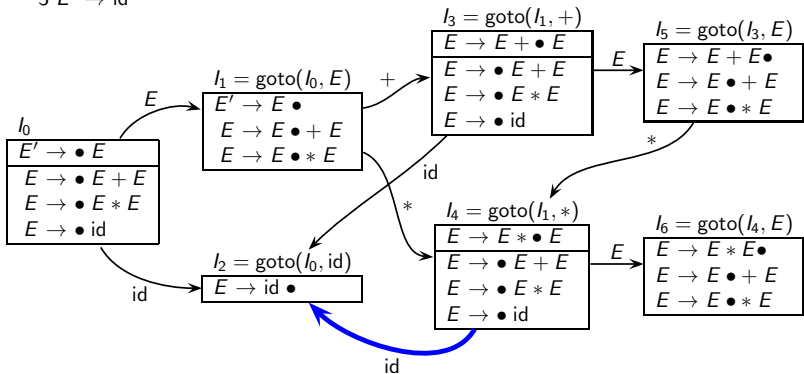 3 E → id
I₃ = goto(I₁, +)
E → E + • E
E → • E + E
E → • E ∗ E
E → • id
I₅ = goto(I₃, E)
E → E + E•
E → E • + E
E → E • ∗ E
I₁ = goto(I₀, E)
E′ → E •
E → E • + E
E → E • ∗ E
I₀
E′ → • E
E → • E + E
E → • E ∗ E
E → • id
I₂ = goto(I₀, id)
E → id •
I₄ = goto(I₁, ∗)
E → E ∗ • E
E → • E + E
E → • E ∗ E
E → • id
I₆ = goto(I₄, E)
E → E ∗ E•
E → E • + E
E → E • ∗ E
E
+
E
∗
id
∗
E
id
id